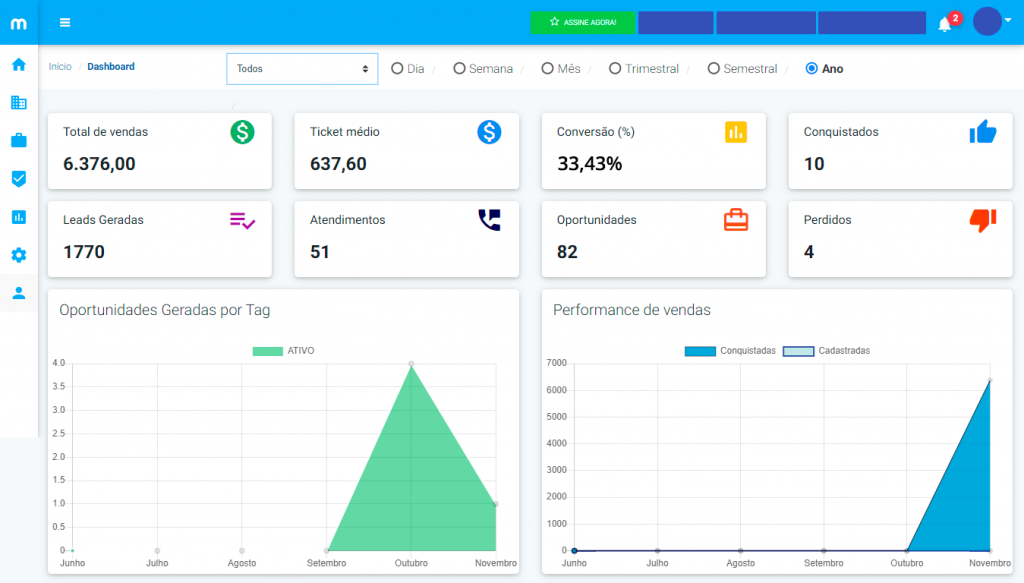 m
ASSINE AGORA!
2
Início / Dashboard
Todos
Dia / Semana / Mês / Trimestral / Semestral / Ano
/
Total de vendas
6.376,00
Ticket médio
637,60
Conversão (%)
33,43%
Conquistados
10
Leads Geradas
1770
Atendimentos
51
Oportunidades
82
Perdidos
4
Oportunidades Geradas por Tag
ATIVO
4.0
3.5
3.0
2.5
2.0
1.5
1.0
0.5
0
Junho Julho Agosto Setembro Outubro Novembro
Performance de vendas
Conquistadas Cadastradas
7000
6000
5000
4000
3000
2000
1000
0
Junho Julho Agosto Setembro Outubro Novembro